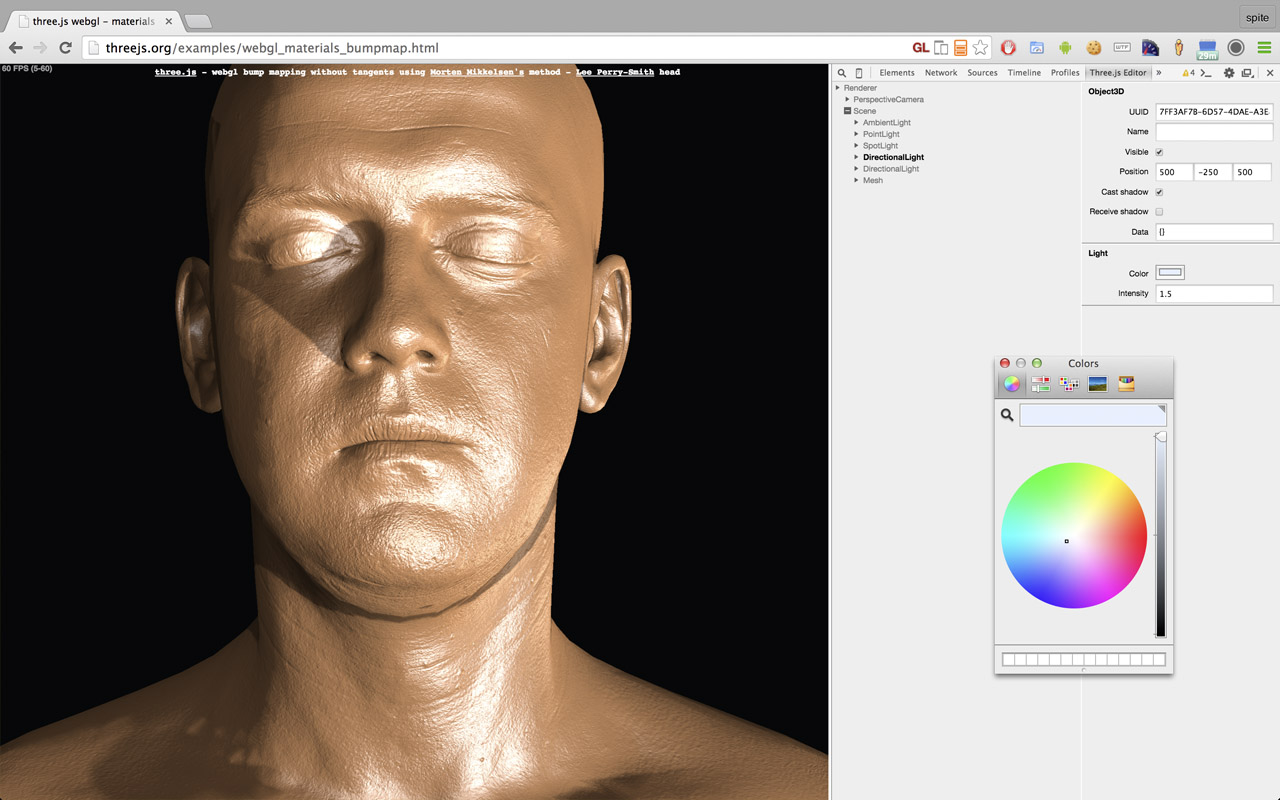 three.js webgl - materials
spite
threejs.org/examples/webgl_materials_bumpmap.html
GL
WTF
29m
60 FPS (5-60)
three.js - webgl bump mapping without tangents using Morten Mikkelsen's method - Lee Perry-Smith head
Elements Network Sources Timeline Profiles Three.js Editor » 4
Renderer
PerspectiveCamera
Scene
AmbientLight
PointLight
SpotLight
DirectionalLight
DirectionalLight
Mesh
Object3D
UUID 7FF3AF7B-6D57-4DAE-A3E
Name
Visible
Position 500 -250 500
Cast shadow
Receive shadow
Data {}
Light
Color
Intensity 1.5
Colors